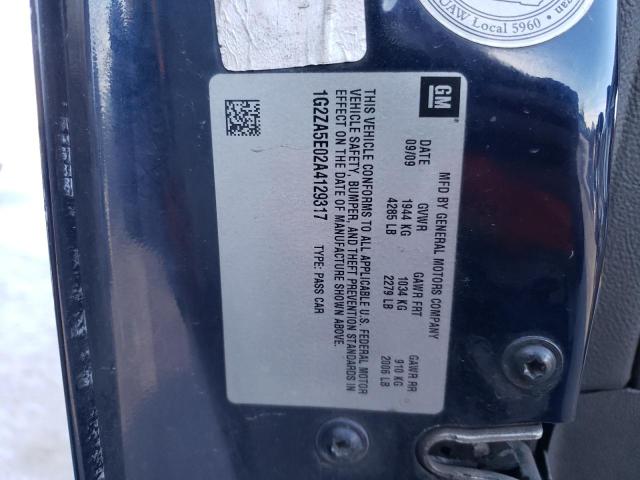 GM
MFD BY GENERAL MOTORS COMPANY
DATE GVWR GAWR FRT GAWR RR
09/09 1944 KG 1034 KG 910 KG
4285 LB 2279 LB 2006 LB
THIS VEHICLE CONFORMS TO ALL APPLICABLE U.S. FEDERAL MOTOR
VEHICLE SAFETY, BUMPER, AND THEFT PREVENTION STANDARDS IN
EFFECT ON THE DATE OF MANUFACTURE SHOWN ABOVE.
1G2ZA5E02A4129317 TYPE: PASS CAR
UAW Local 5960